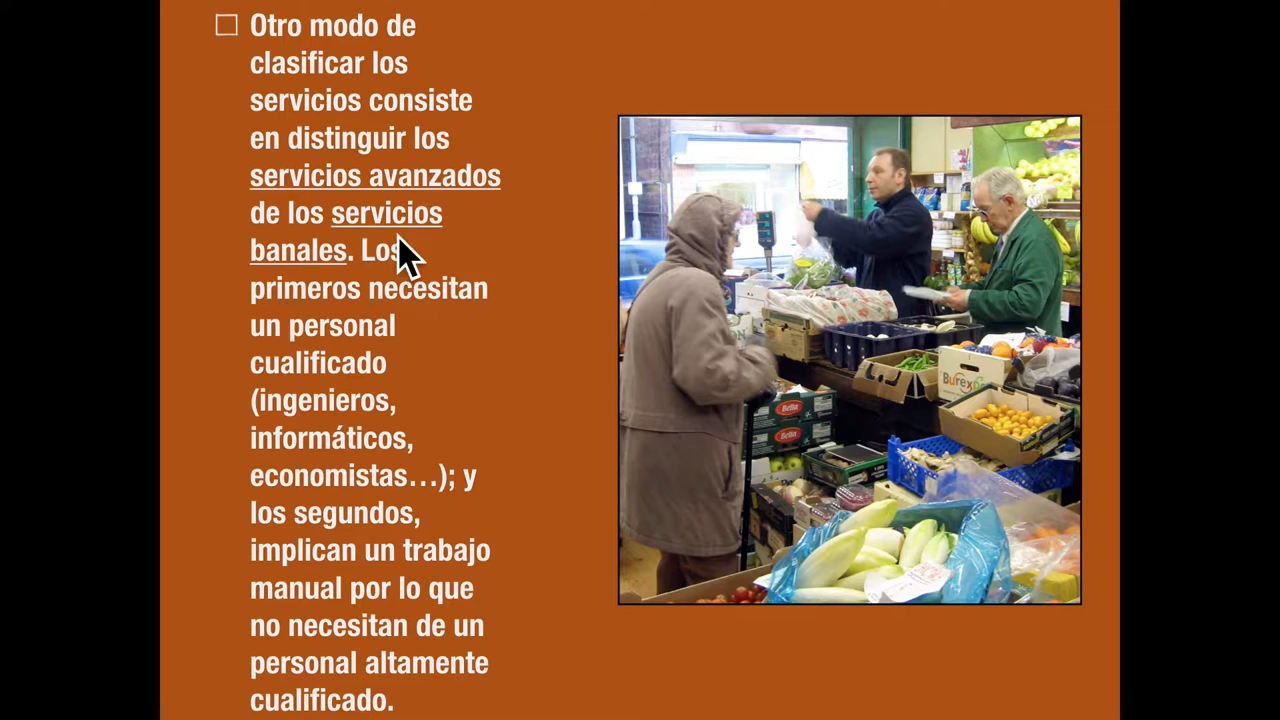 Otro modo de
clasificar los
servicios consiste
en distinguir los
servicios avanzados
de los servicios
banales. Los
primeros necesitan
un personal
cualificado
(ingenieros,
informáticos,
economistas…); y
los segundos,
implican un trabajo
manual por lo que
no necesitan de un
personal altamente
cualificado.
Bella
Bella